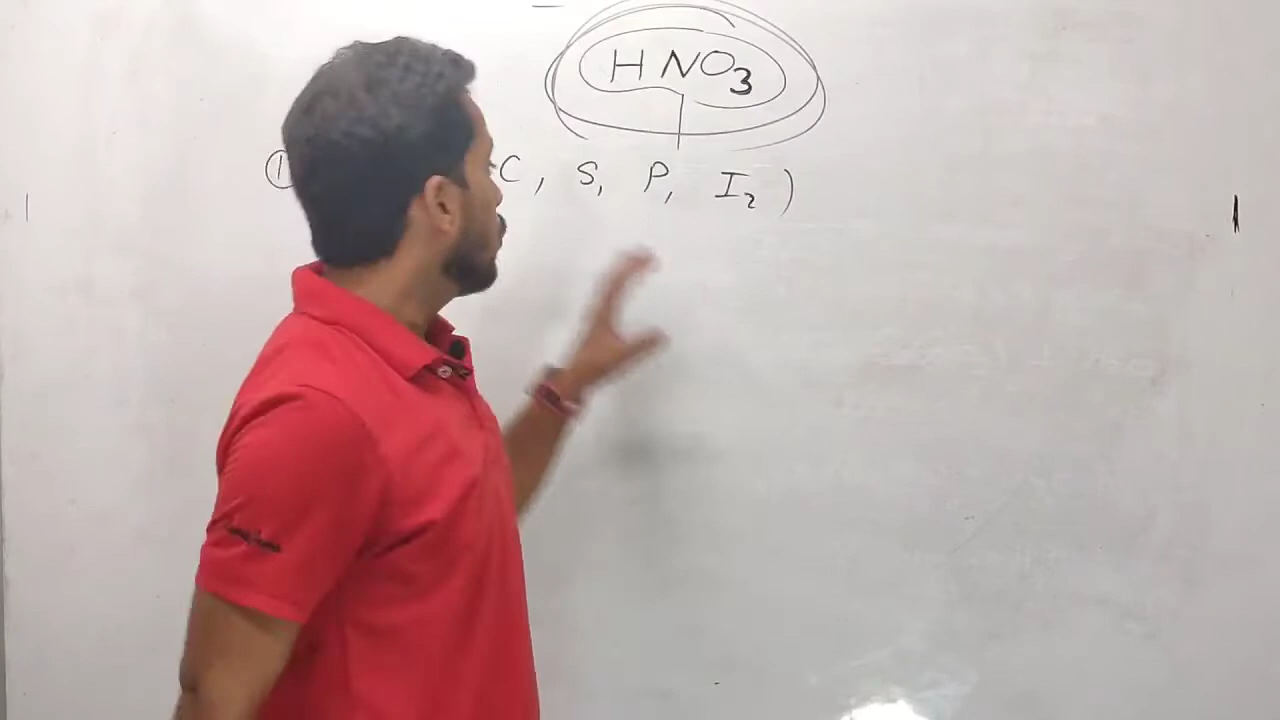 HNO₃
① C, S, P, I₂ )